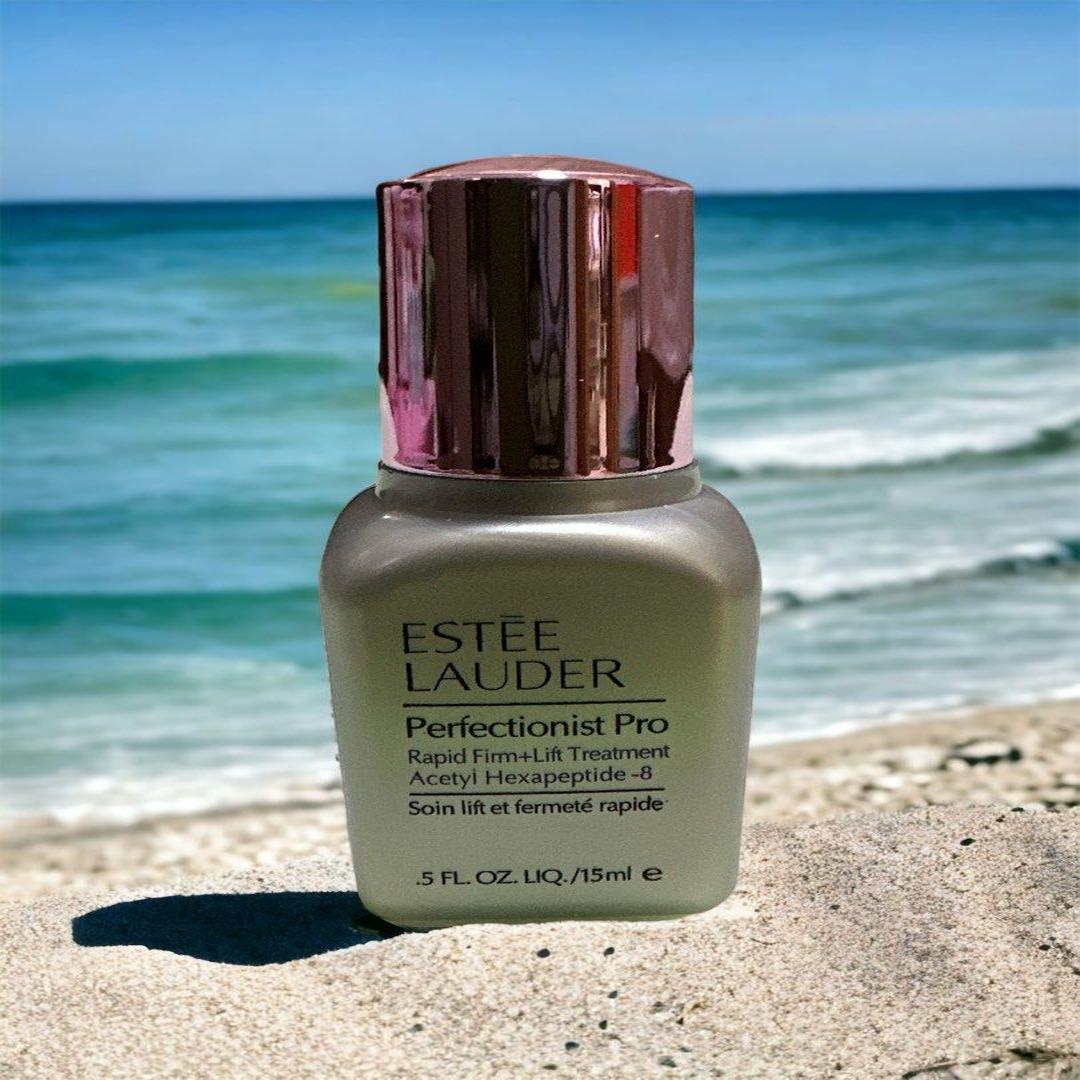 ESTĒE
LAUDER
Perfectionist Pro
Rapid Firm+Lift Treatment
Acetyl Hexapeptide -8
Soin lift et fermeté rapide
.5 FL. OZ. LIQ./15ml ℮